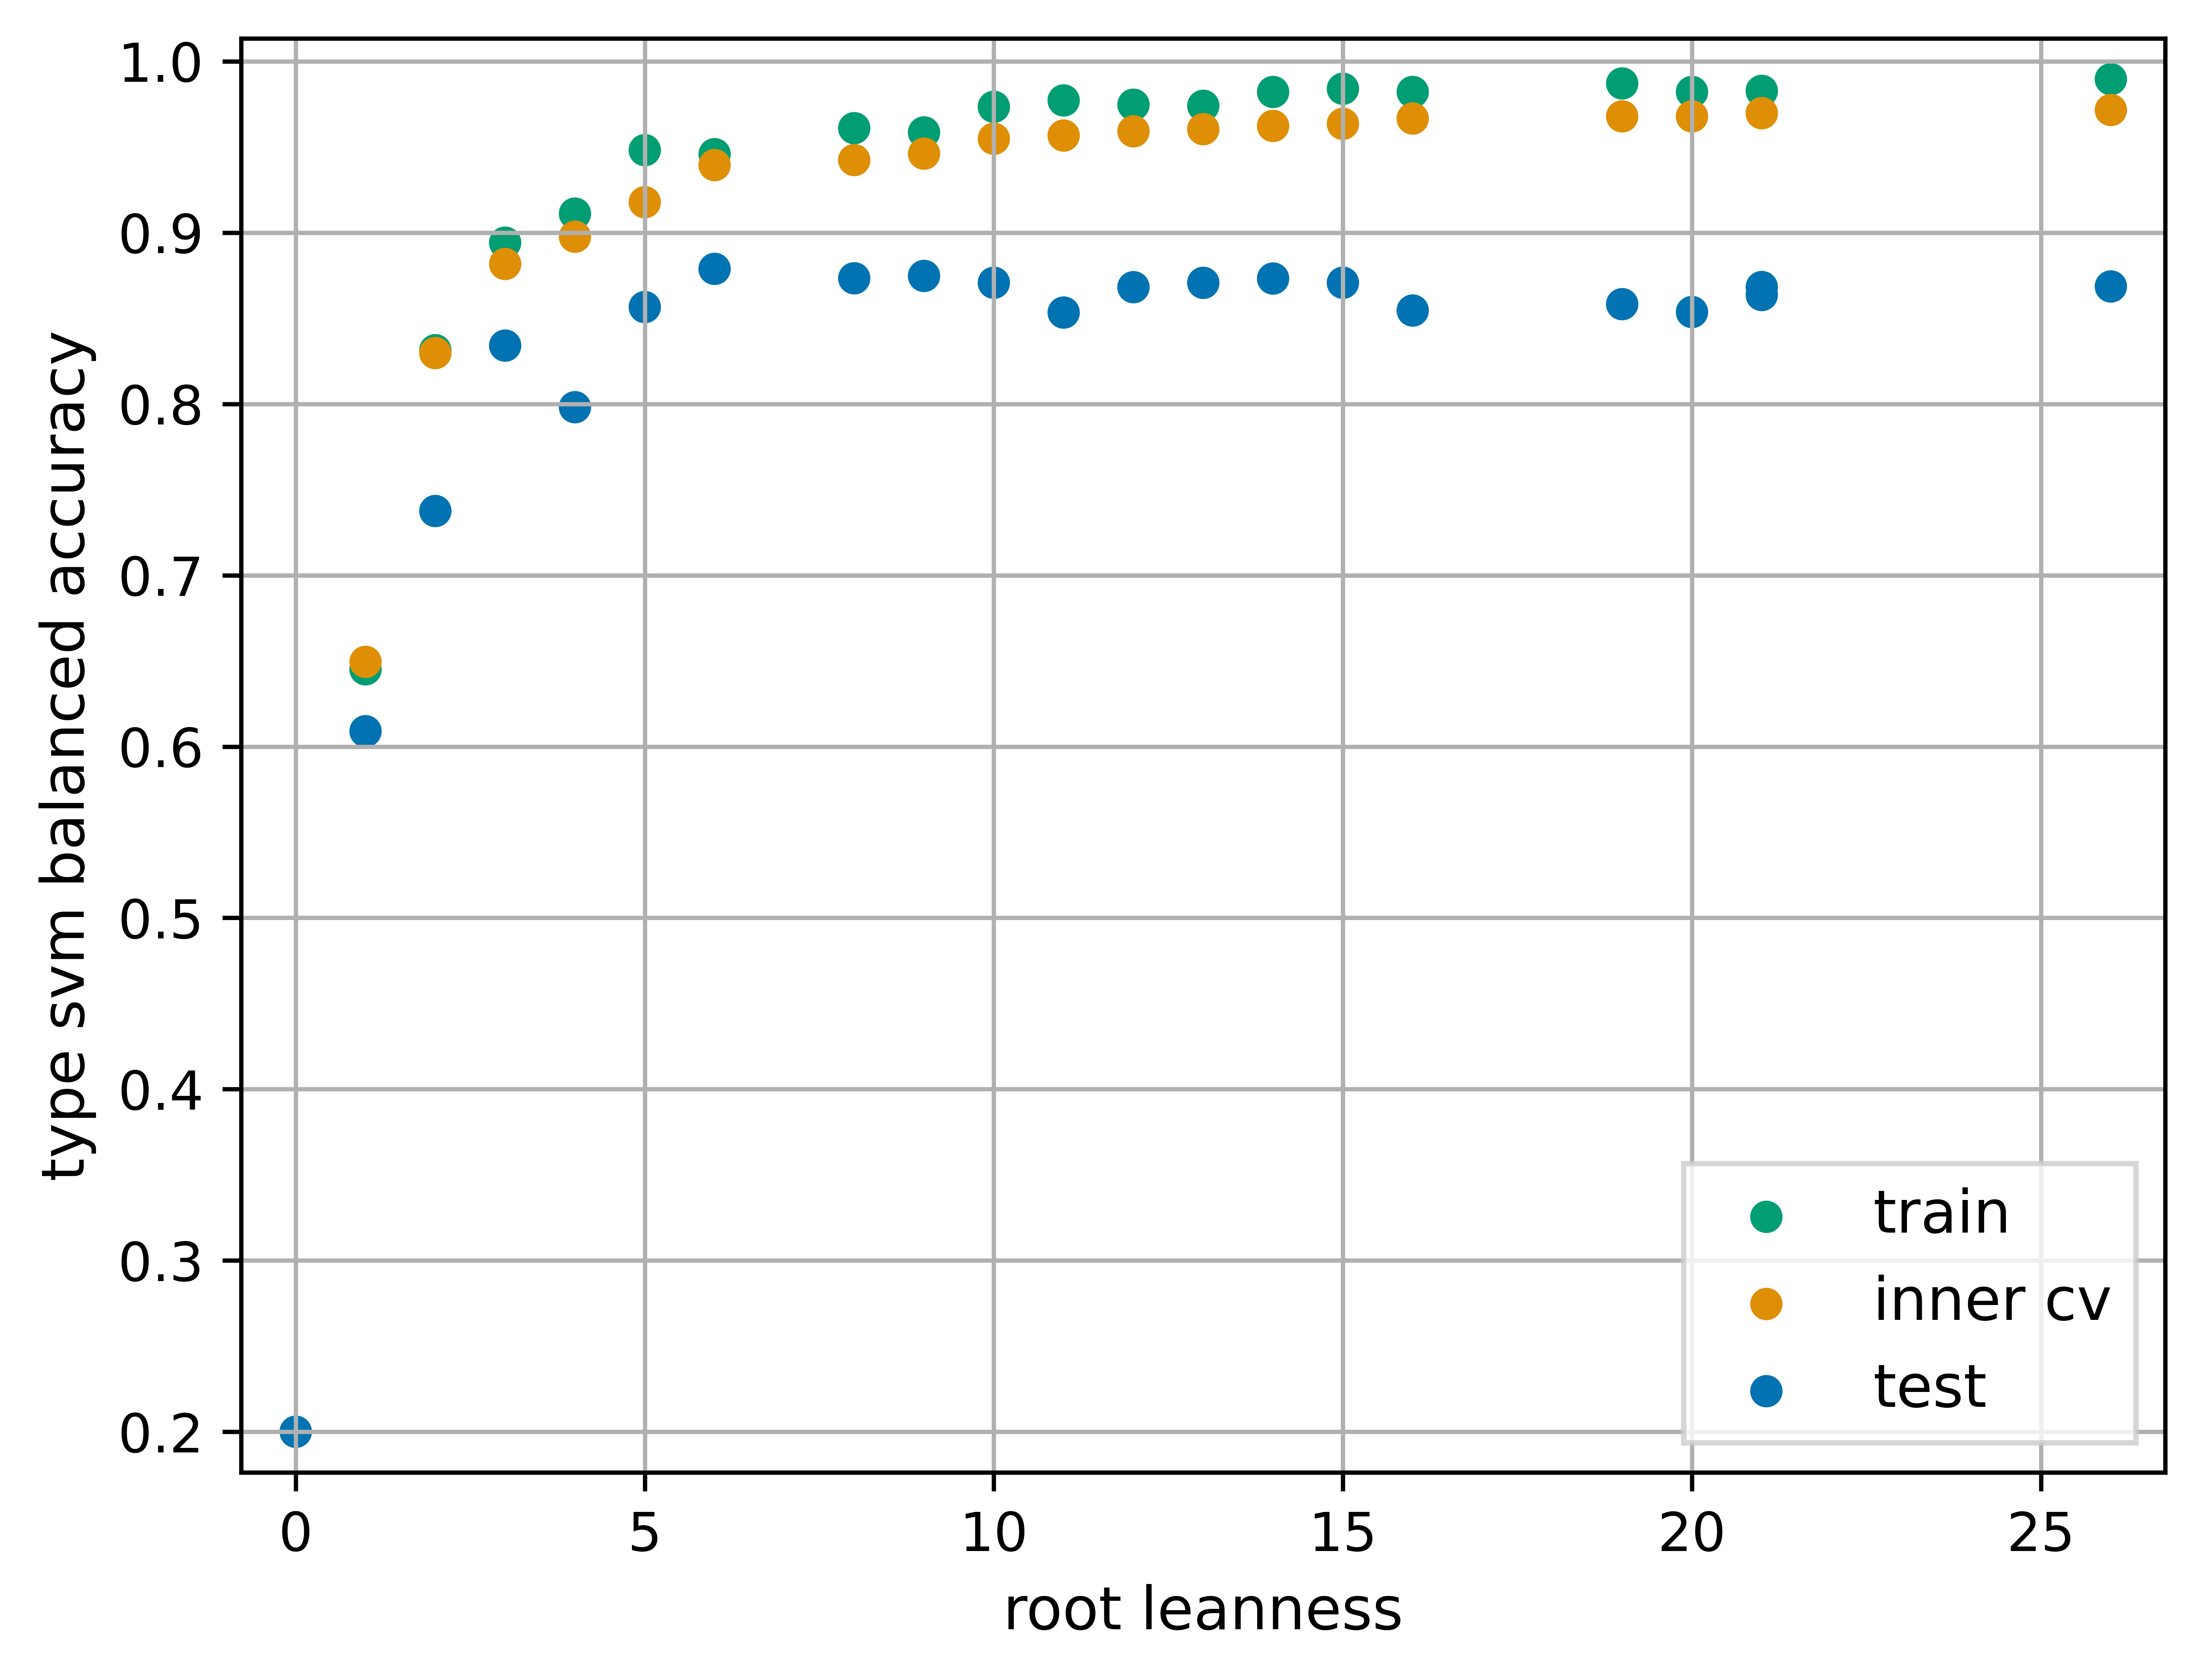 type svm balanced accuracy
1.0
0.9
0.8
0.7
0.6
0.5
0.4
0.3
0.2
train
inner cv
test
0 5 10 15 20 25
root leanness